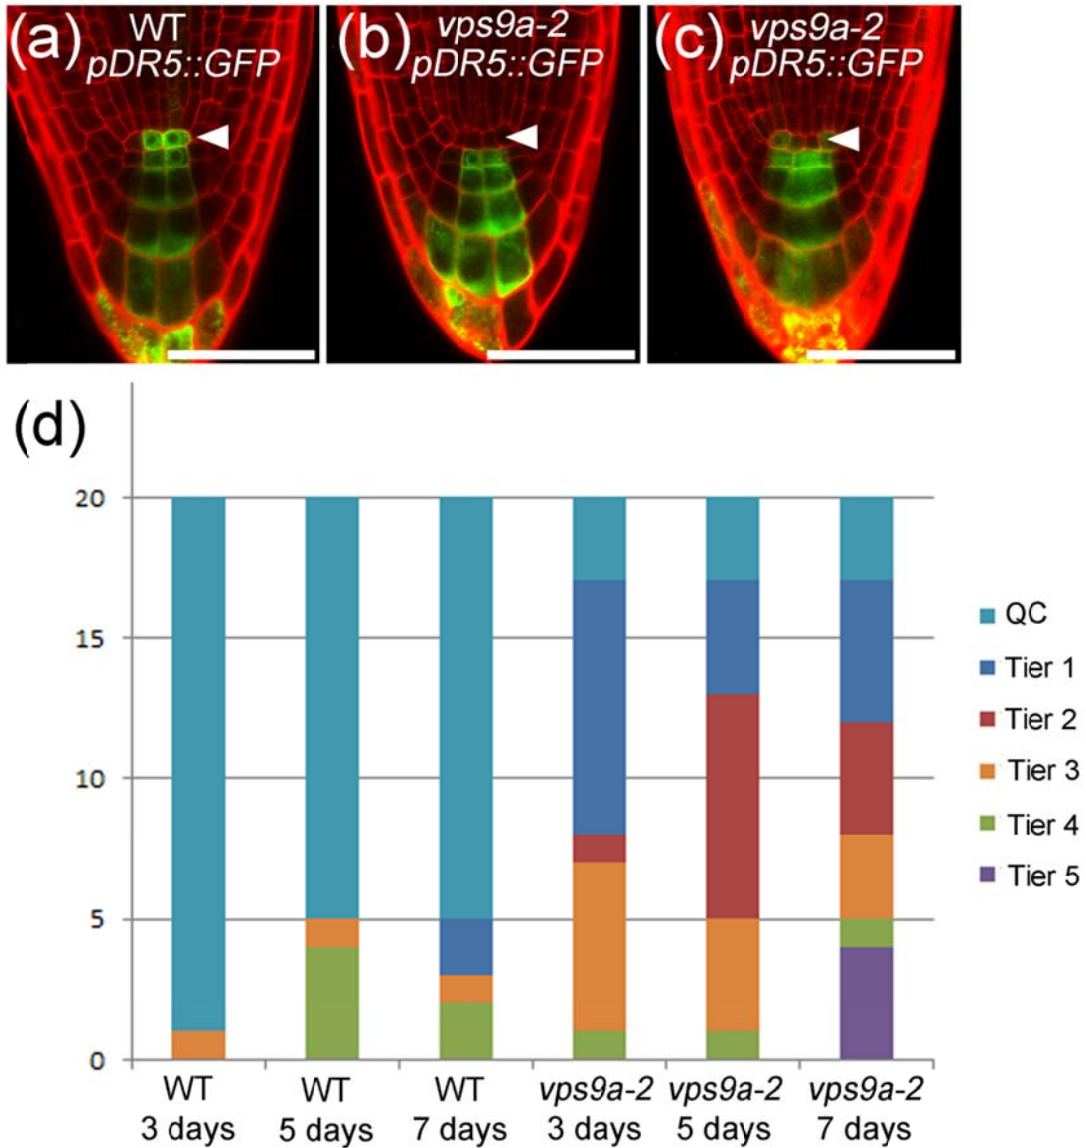 (a) WT
pDR5::GFP
(b) vps9a-2
pDR5::GFP
(c) vps9a-2
pDR5::GFP
(d)
20
15
10
5
0
QC
Tier 1
Tier 2
Tier 3
Tier 4
Tier 5
WT
3 days
WT
5 days
WT
7 days
vps9a-2
3 days
vps9a-2
5 days
vps9a-2
7 days